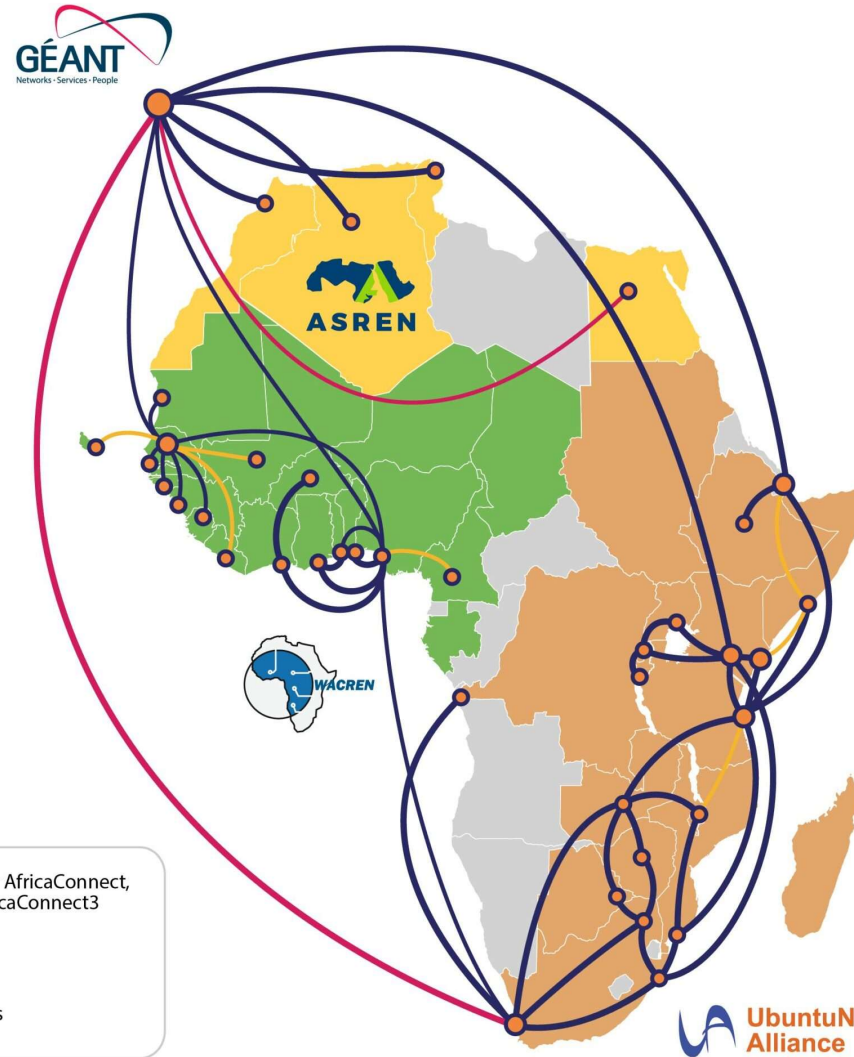 GÉANT
Networks · Services · People
ASREN
WACREN
AfricaConnect,
caConnect3
s
UbuntuN
Alliance